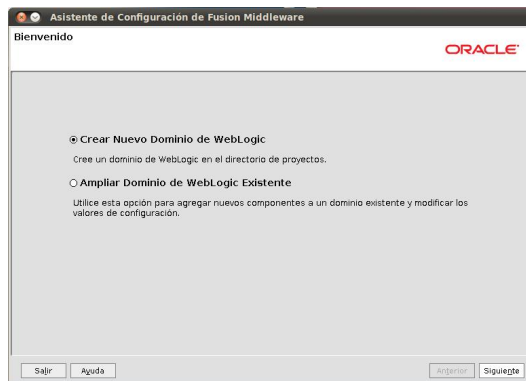 Asistente de Configuración de Fusion Middleware
Bienvenido
ORACLE
Crear Nuevo Dominio de WebLogic
Cree un dominio de WebLogic en el directorio de proyectos.
Ampliar Dominio de WebLogic Existente
Utilice esta opción para agregar nuevos componentes a un dominio existente y modificar los
valores de configuración.
Salir Ayuda Anterior Siguiente